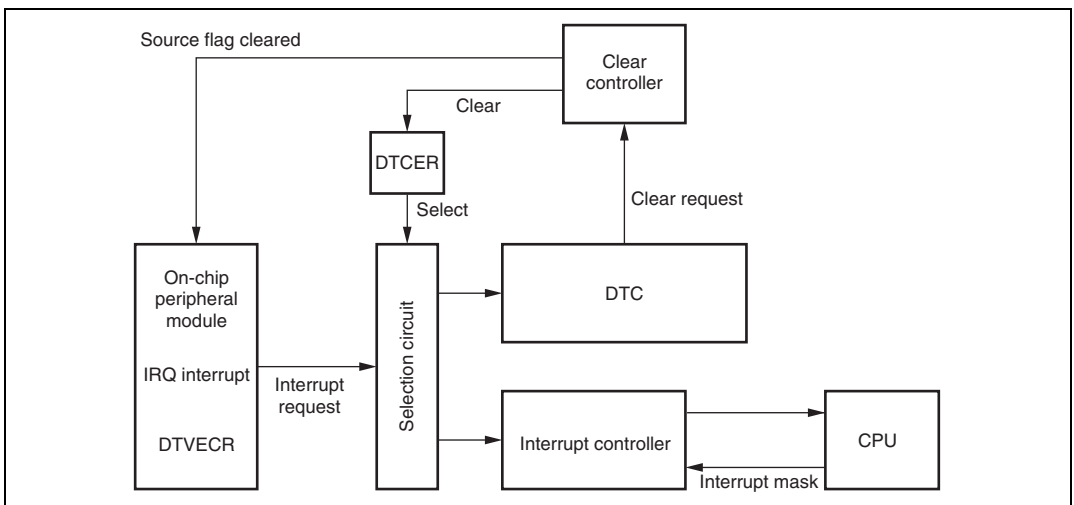 Source flag cleared
Clear
controller
Clear
DTCER
Select
Clear request
On-chip
peripheral
module
IRQ interrupt
DTVECR
Interrupt
request
Selection circuit
DTC
Interrupt controller
CPU
Interrupt mask